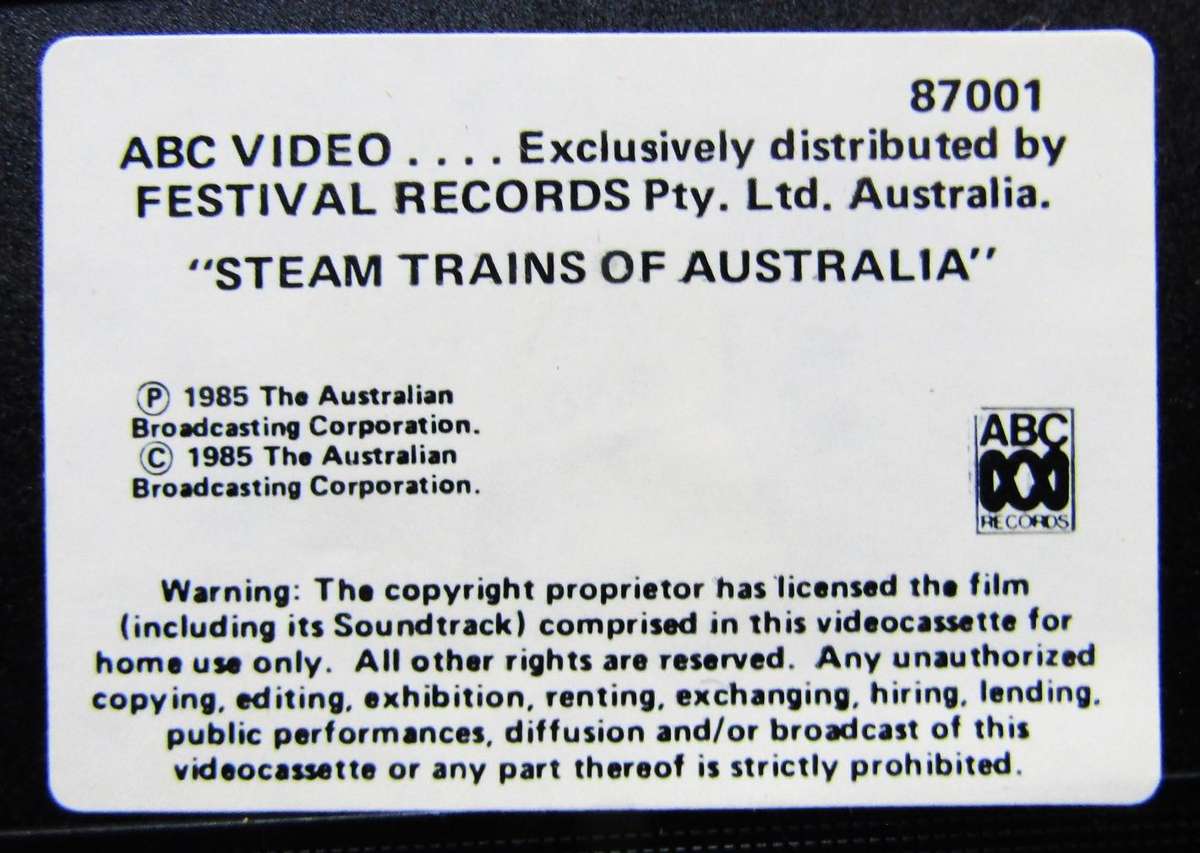 87001
ABC VIDEO .... Exclusively distributed by
FESTIVAL RECORDS Pty. Ltd. Australia.
"STEAM TRAINS OF AUSTRALIA"
Ⓟ 1985 The Australian
Broadcasting Corporation.
© 1985 The Australian
Broadcasting Corporation.
ABC
RECORDS
Warning: The copyright proprietor has licensed the film
(including its Soundtrack) comprised in this videocassette for
home use only. All other rights are reserved. Any unauthorized
copying, editing, exhibition, renting, exchanging, hiring, lending,
public performances, diffusion and/or broadcast of this
videocassette or any part thereof is strictly prohibited.